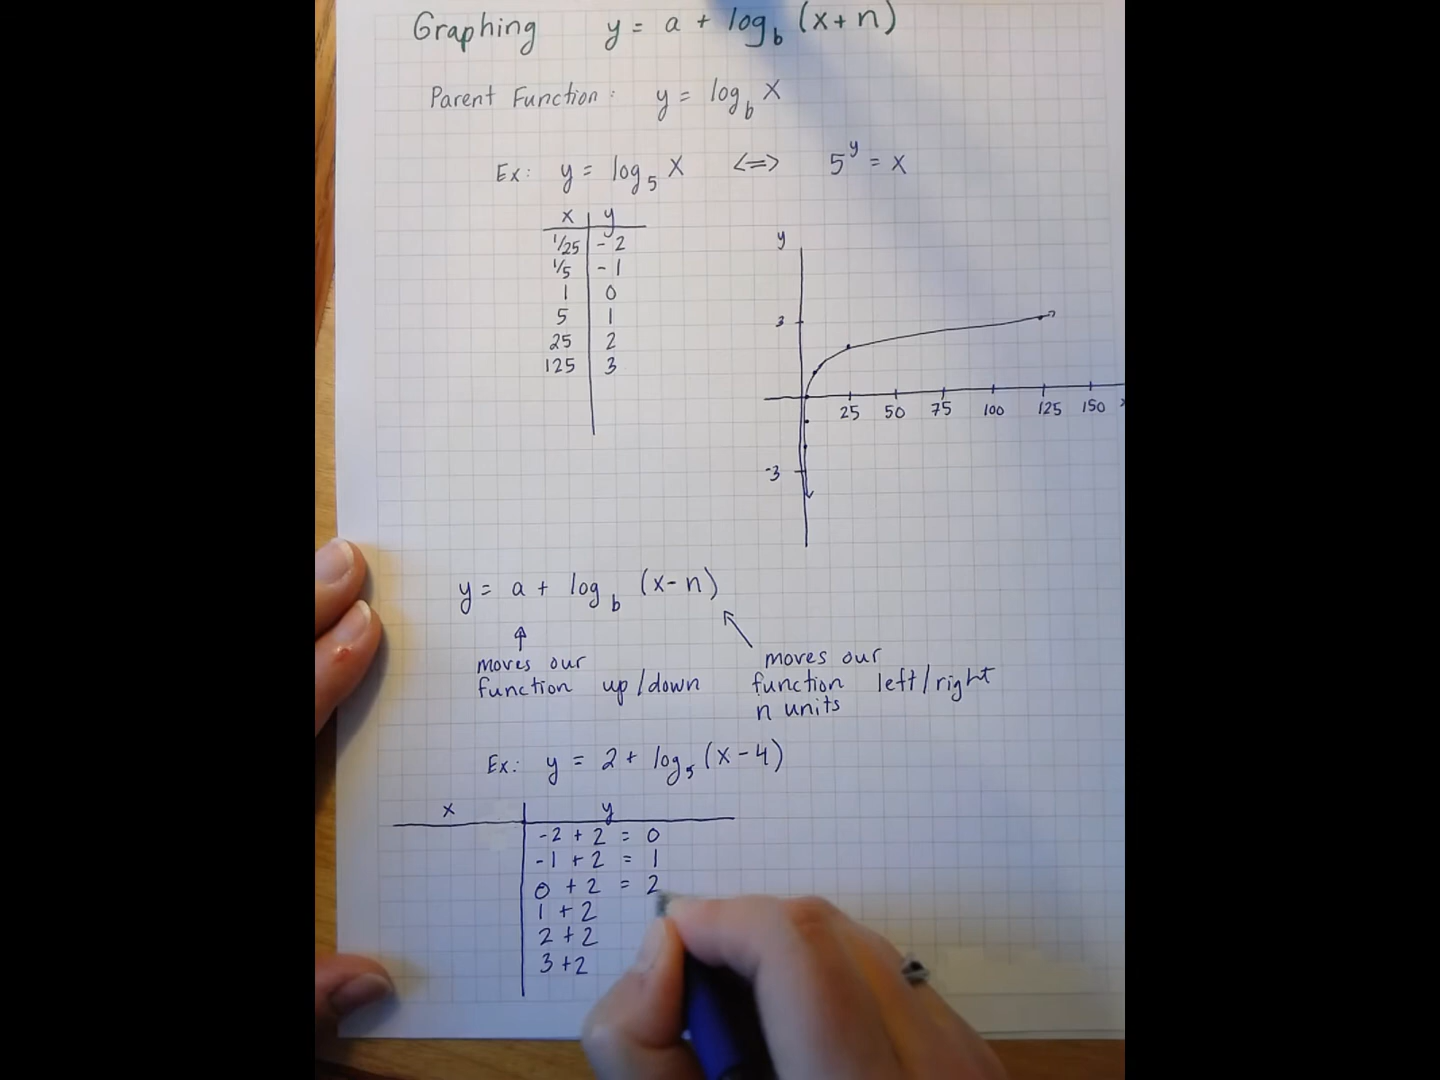 Graphing y = a + log_b (x + n)
Parent Function: y = log_b x
Ex: y = log_5 x <=> 5^y = x
x y
1/25 -2
1/5 -1
1 0
5 1
25 2
125 3
y
3
25 50 75 100 125 150
-3
y = a + log_b (x - n)
moves our function up/down
moves our function left/right n units
Ex: y = 2 + log_5 (x - 4)
x y
-2 + 2 = 0
-1 + 2 = 1
0 + 2 = 2
1 + 2
2 + 2
3 + 2